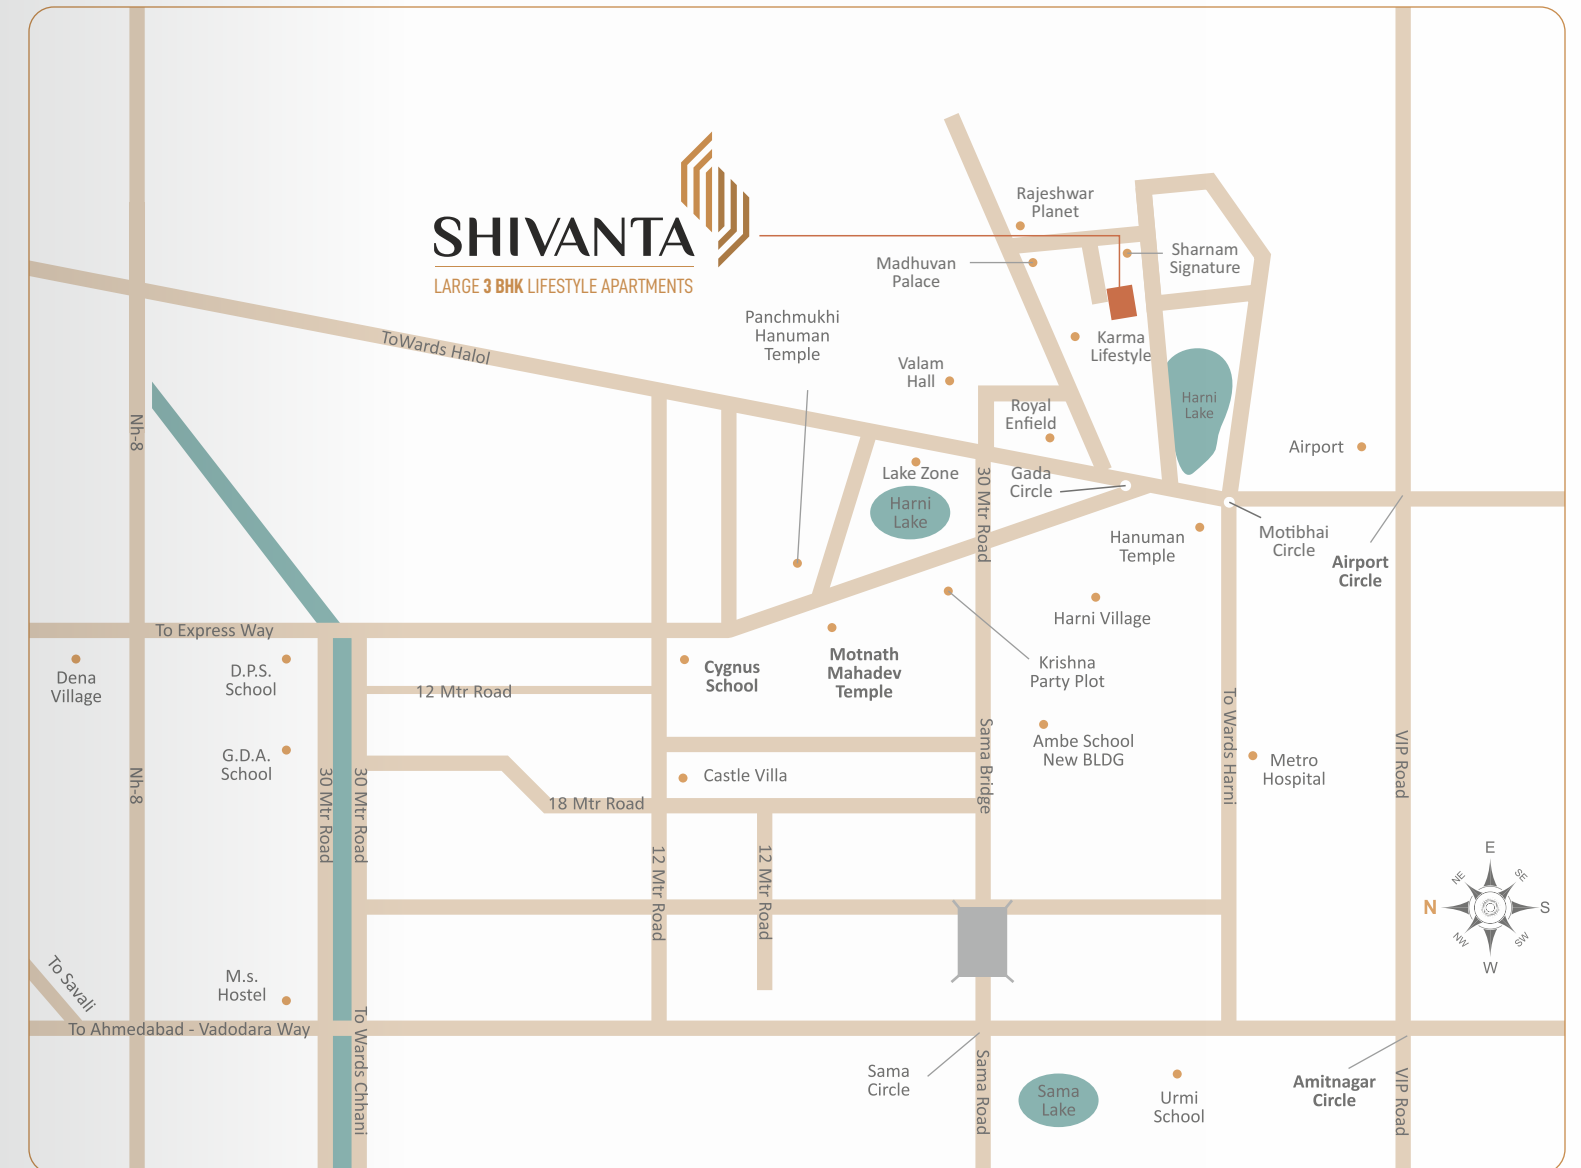 SHIVANTA
LARGE 3 BHK LIFESTYLE APARTMENTS
Rajeshwar
Planet
Madhuvan
Palace
Sharnam
Signature
Panchmukhi
Hanuman
Temple
ToWards Halol
Karma
Lifestyle
Valam
Hall
Royal
Enfield
Harni
Lake
Nh-8
Airport
Lake Zone
Gada
Circle
30 Mtr Road
Harni
Lake
Hanuman
Temple
Motibhai
Circle
Airport
Circle
Harni Village
To Express Way
Dena
Village
D.P.S.
School
12 Mtr Road
Cygnus
School
Motnath
Mahadev
Temple
Krishna
Party Plot
G.D.A.
School
Nh-8
30 Mtr Road
30 Mtr Road
Castle Villa
18 Mtr Road
Sama Bridge
Ambe School
New BLDG
To Wards Harni
Metro
Hospital
VIP Road
12 Mtr Road
12 Mtr Road
E
NE
SE
N
S
NW
SW
W
To Savali
M.s.
Hostel
To Ahmedabad - Vadodara Way
To Wards Chhani
Sama
Circle
Sama Road
Sama
Lake
Urmi
School
Amitnagar
Circle
VIP Road